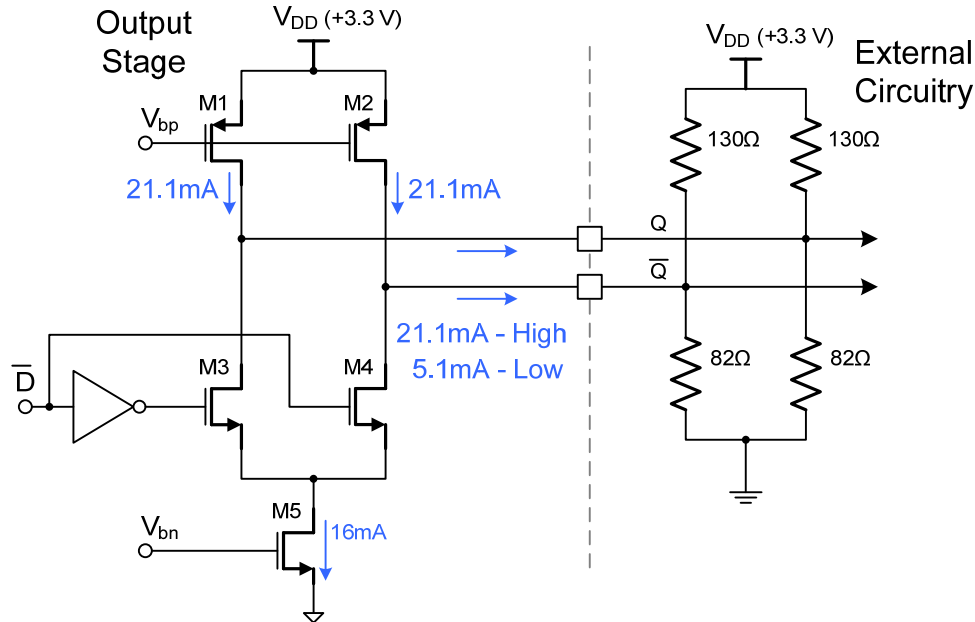 Output
Stage
V_DD (+3.3 V)
M1
M2
V_bp
21.1mA
21.1mA
21.1mA - High
5.1mA - Low
D̅
M3
M4
M5
V_bn
16mA
V_DD (+3.3 V)
External
Circuitry
130Ω
130Ω
Q
Q̅
82Ω
82Ω